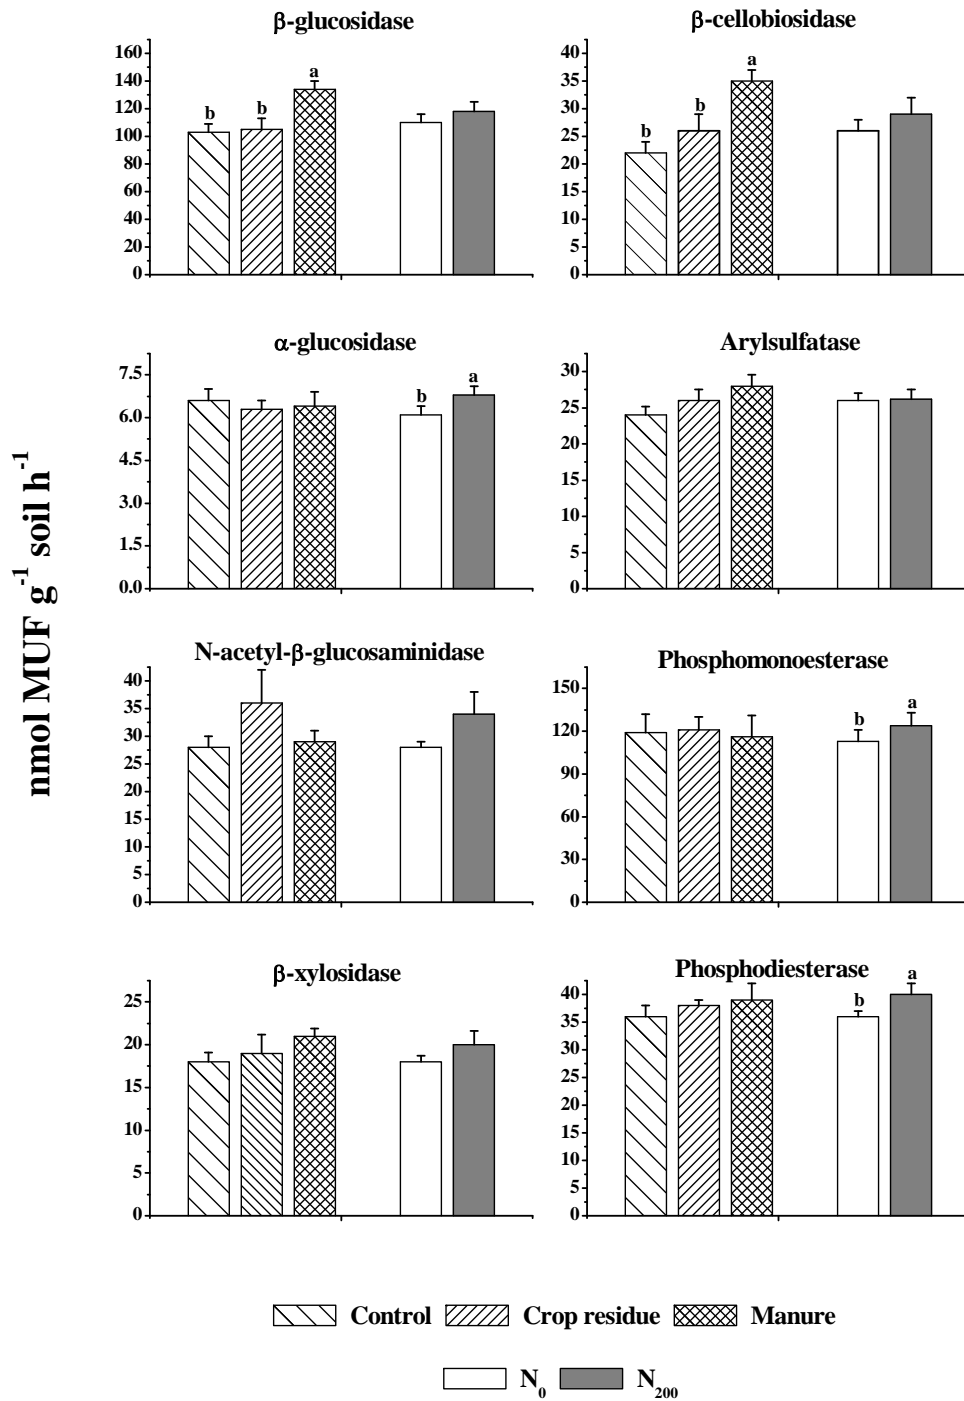 nmol MUF g⁻¹ soil h⁻¹
β-glucosidase
160
140
120
100
80
60
40
20
0
b
b
a
β-cellobiosidase
40
35
30
25
20
15
10
5
0
b
b
a
α-glucosidase
7.5
6.0
4.5
3.0
1.5
0.0
b
a
Arylsulfatase
30
25
20
15
10
5
0
N-acetyl-β-glucosaminidase
40
35
30
25
20
15
10
5
0
Phosphomonoesterase
150
120
90
60
30
0
b
a
β-xylosidase
25
20
15
10
5
0
Phosphodiesterase
40
35
30
25
20
15
10
5
0
b
a
Control Crop residue Manure
N₀ N₂₀₀